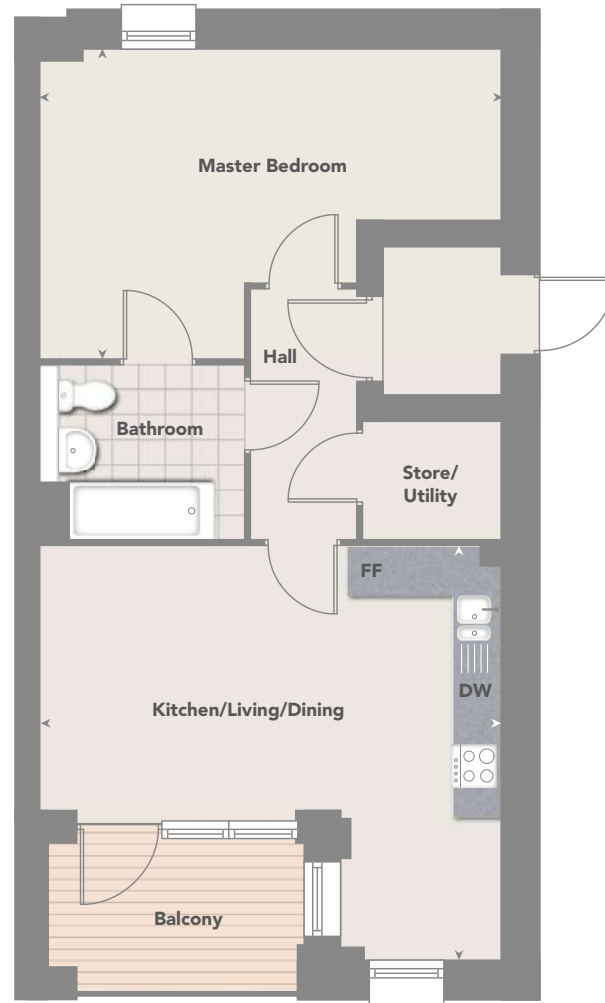 Master Bedroom
Hall
Bathroom
Store/
Utility
FF
DW
Kitchen/Living/Dining
Balcony